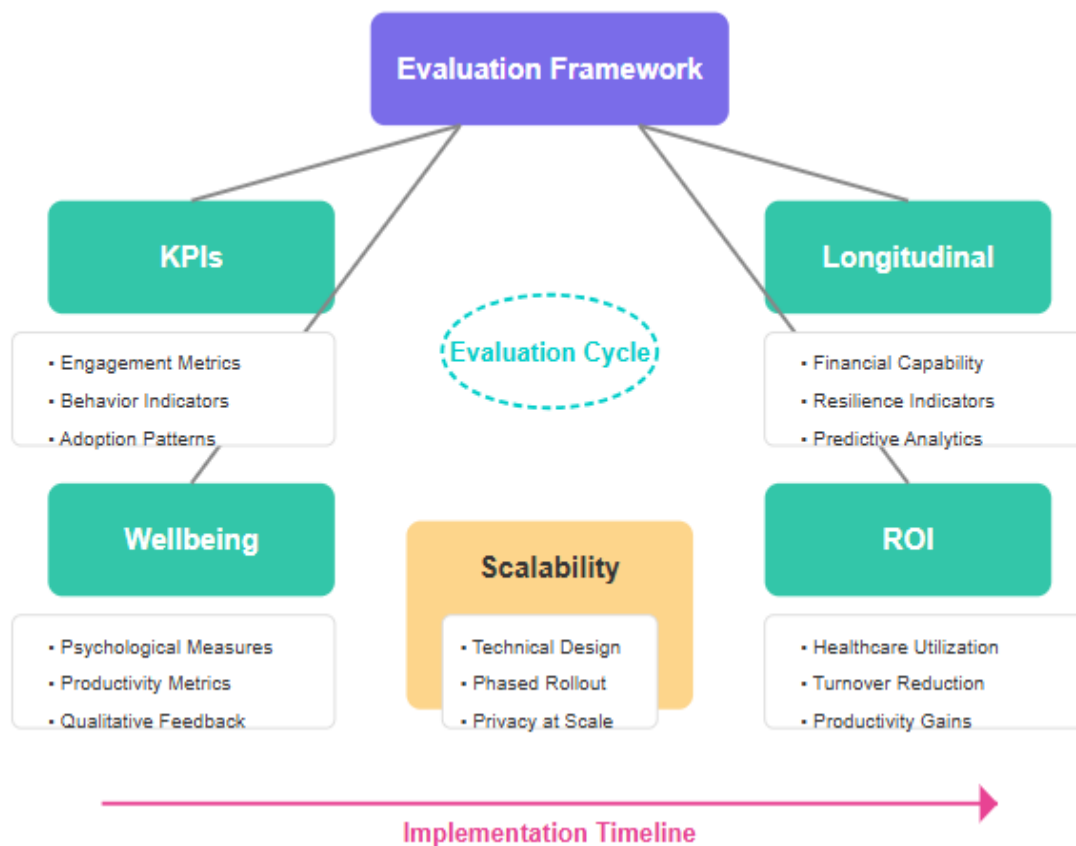 Evaluation Framework
KPIs
Longitudinal
▪ Engagement Metrics
▪ Behavior Indicators
▪ Adoption Patterns
Evaluation Cycle
▪ Financial Capability
▪ Resilience Indicators
▪ Predictive Analytics
Wellbeing
Scalability
ROI
▪ Psychological Measures
▪ Productivity Metrics
▪ Qualitative Feedback
▪ Technical Design
▪ Phased Rollout
▪ Privacy at Scale
▪ Healthcare Utilization
▪ Turnover Reduction
▪ Productivity Gains
Implementation Timeline